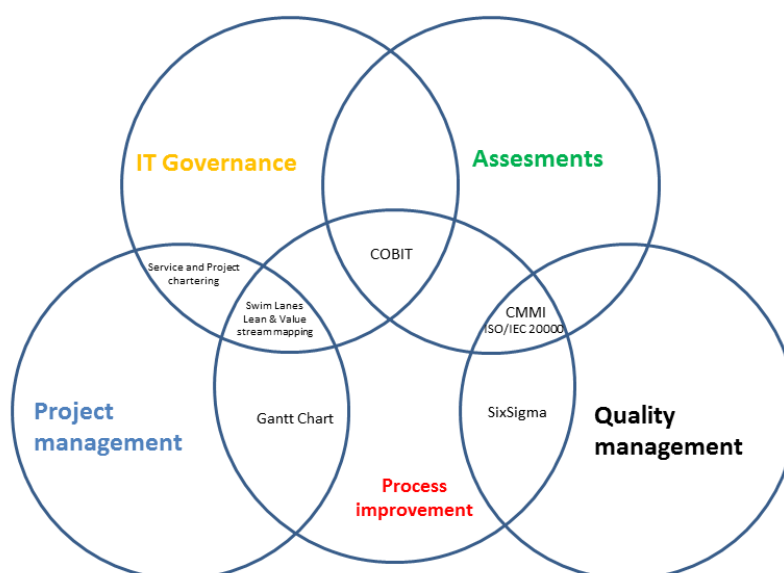 IT Governance
Assesments
COBIT
Service and Project
chartering
Swim Lanes
Lean & Value
stream mapping
CMMI
ISO/IEC 20000
Project
management
Gantt Chart
SixSigma
Quality
management
Process
improvement